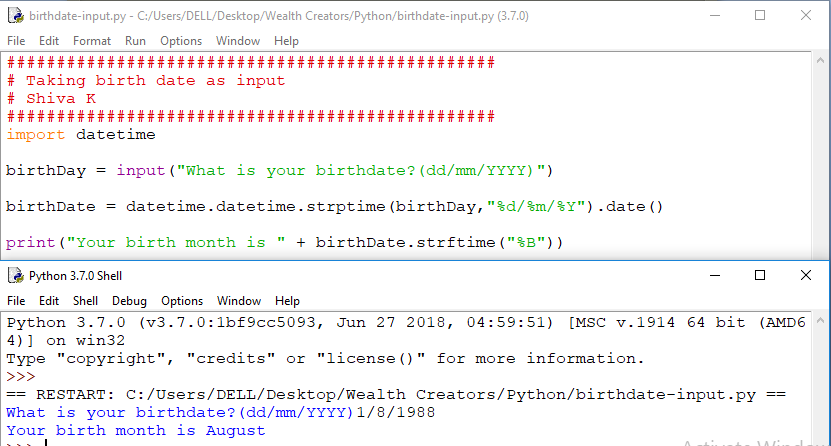 birthdate-input.py - C:/Users/DELL/Desktop/Wealth Creators/Python/birthdate-input.py (3.7.0)
File Edit Format Run Options Window Help
#################################################
# Taking birth date as input
# Shiva K
#################################################
import datetime
birthDay = input("What is your birthdate?(dd/mm/YYYY)")
birthDate = datetime.datetime.strptime(birthDay,"%d/%m/%Y").date()
print("Your birth month is " + birthDate.strftime("%B"))
Python 3.7.0 Shell
File Edit Shell Debug Options Window Help
Python 3.7.0 (v3.7.0:1bf9cc5093, Jun 27 2018, 04:59:51) [MSC v.1914 64 bit (AMD6
4)] on win32
Type "copyright", "credits" or "license()" for more information.
>>>
== RESTART: C:/Users/DELL/Desktop/Wealth Creators/Python/birthdate-input.py ==
What is your birthdate?(dd/mm/YYYY)1/8/1988
Your birth month is August
>>>